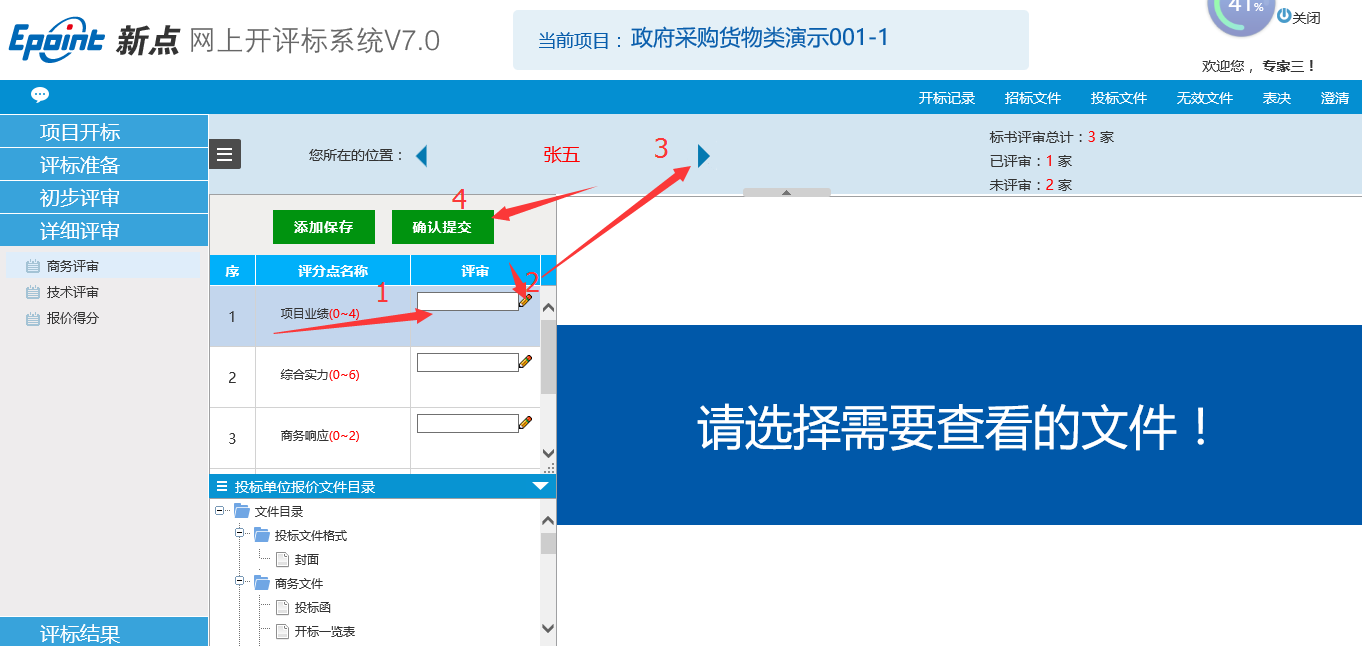 Epoint 新点 网上开评标系统V7.0
当前项目： 政府采购货物类演示001-1
41%
关闭
欢迎您， 专家三！
开标记录 招标文件 投标文件 无效文件 表决 澄清
项目开标
评标准备
初步评审
详细评审
商务评审
技术评审
报价得分
评标结果
您所在的位置：
张五
3
标书评审总计：3 家
已评审：1 家
未评审：2 家
4
添加保存 确认提交
序 评分点名称 评审
1 2
1 项目业绩(0~4)
2 综合实力(0~6)
3 商务响应(0~2)
投标单位报价文件目录
文件目录
投标文件格式
封面
商务文件
投标函
开标一览表
请选择需要查看的文件！